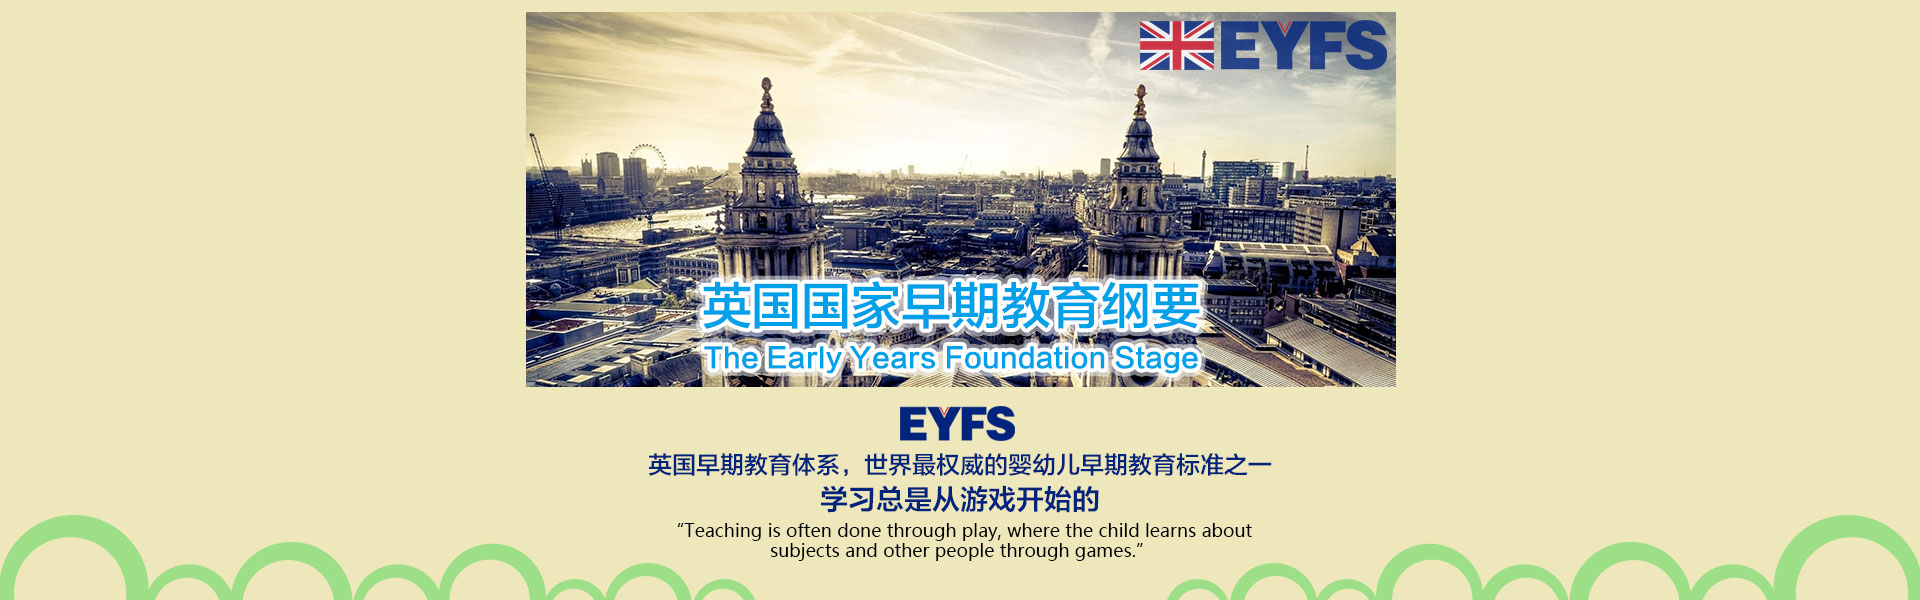 EYFS
英国国家早期教育纲要
The Early Years Foundation Stage
EYFS
英国早期教育体系，世界最权威的婴幼儿早期教育标准之一
学习总是从游戏开始的
“Teaching is often done through play, where the child learns about
subjects and other people through games.”